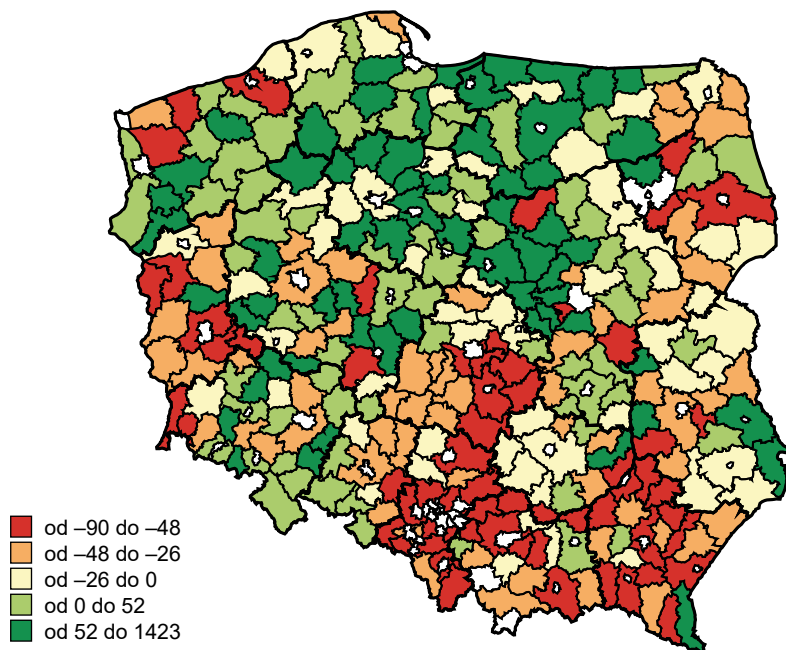 od –90 do –48
od –48 do –26
od –26 do 0
od 0 do 52
od 52 do 1423